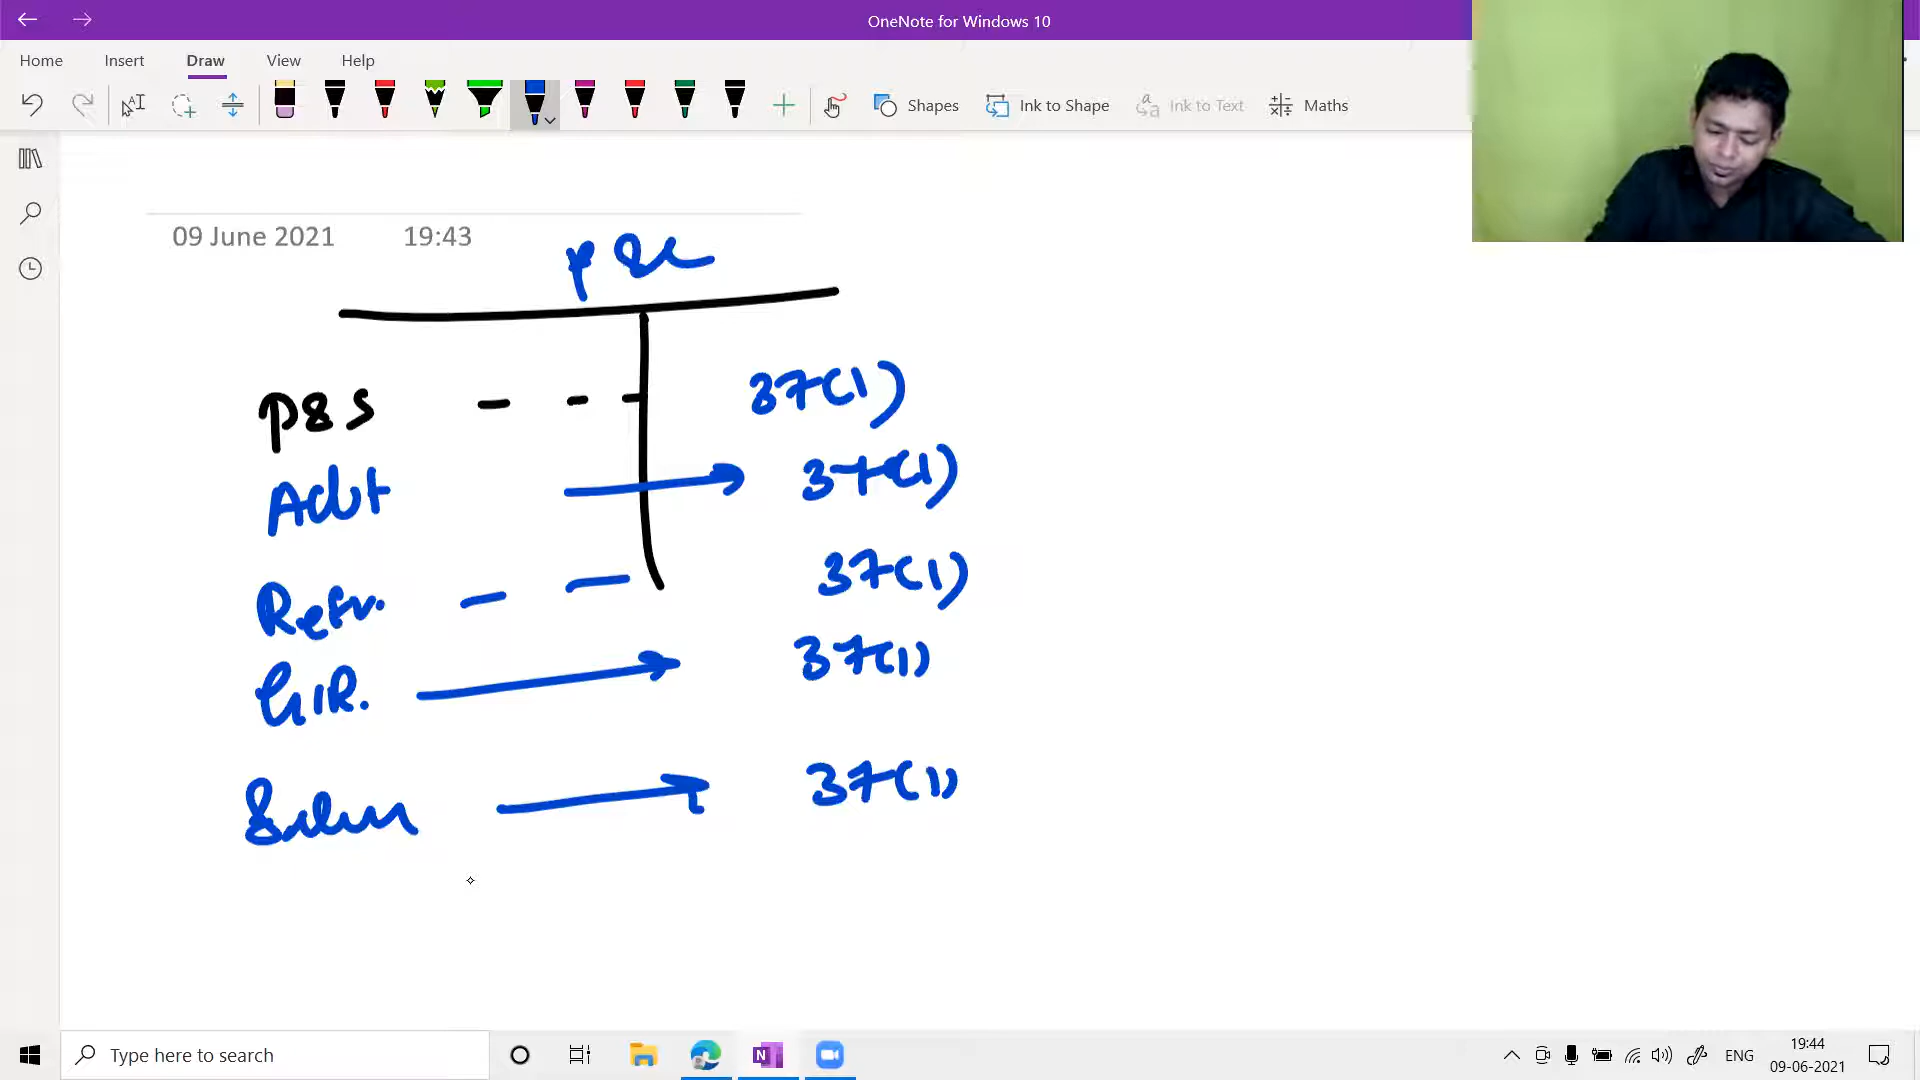 OneNote for Windows 10
Home Insert Draw View Help
Shapes Ink to Shape Ink to Text Maths
09 June 2021 19:43
P&L
P&S - - - 37(1)
Advt → 37(1)
Refr. - - 37(1)
37(1)
→ 37(1)
Type here to search
ENG
19:44
09-06-2021